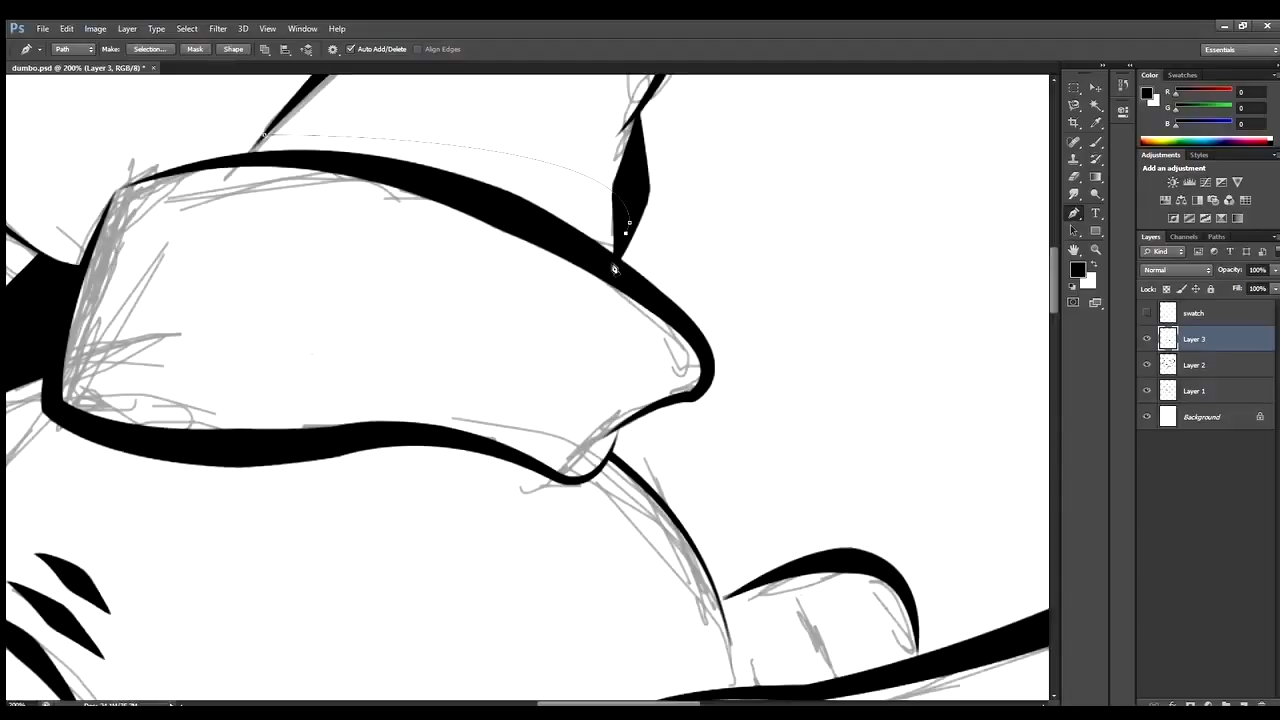 Ps File Edit Image Layer Type Select Filter 3D View Window Help
Path Make: Selection... Mask Shape Auto Add/Delete Align Edges Essentials
dumbo.psd @ 200% (Layer 3, RGB/8) * ×
Color Swatches
R 0
G 0
B 0
Adjustments Styles
Add an adjustment
Layers Channels Paths
Kind
Normal Opacity: 100%
Lock: Fill: 100%
swatch
Layer 3
Layer 2
Layer 1
Background